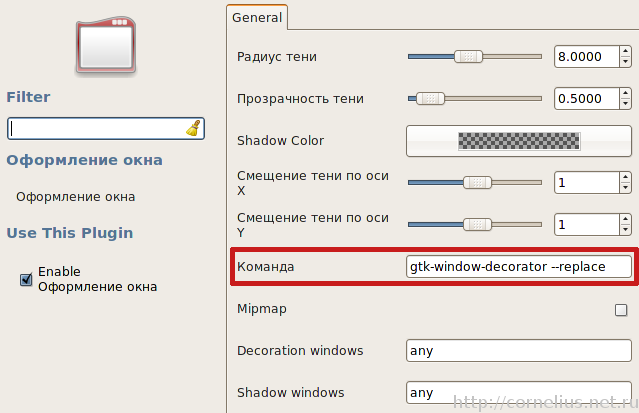 General
Filter
Оформление окна
Оформление окна
Use This Plugin
Enable
Оформление окна
Радиус тени 8.0000
Прозрачность тени 0.5000
Shadow Color
Смещение тени по оси
X 1
Смещение тени по оси
Y 1
Команда gtk-window-decorator --replace
Mipmap
Decoration windows any
Shadow windows any
http://cornelius.net.ru